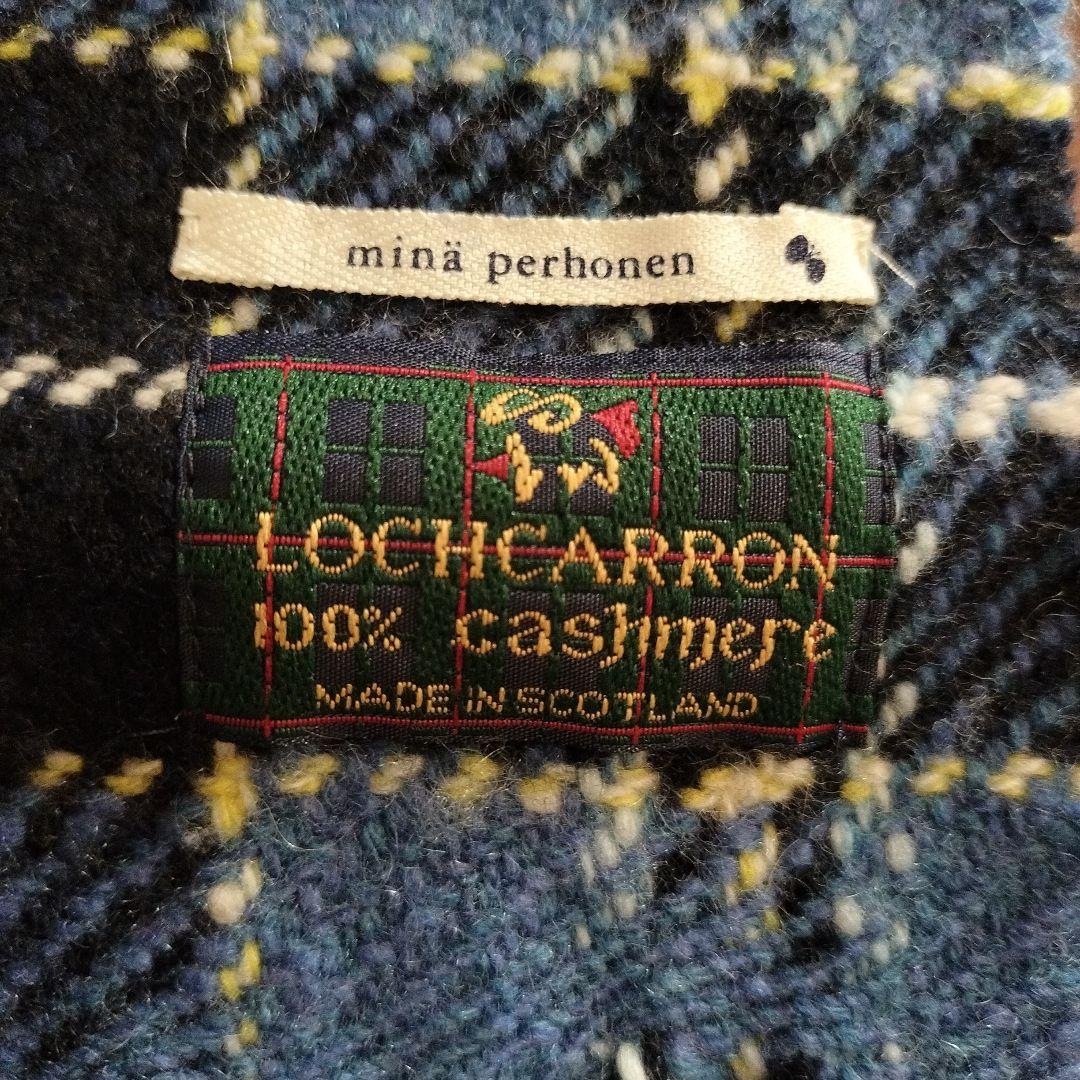 minä perhonen
LOCHCARRON
100% cashmere
MADE IN SCOTLAND